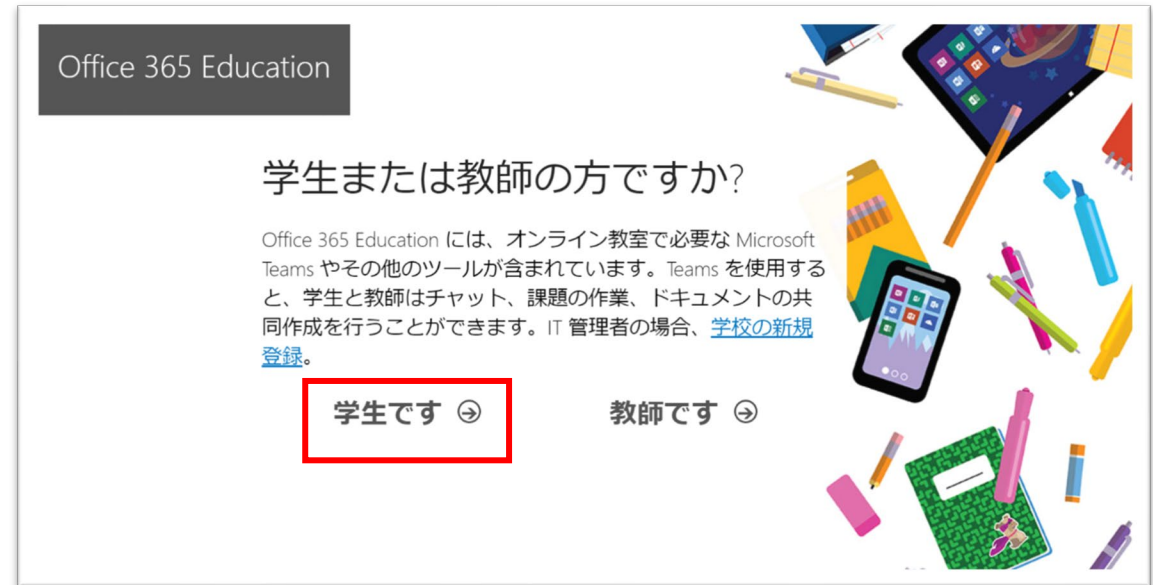 Office 365 Education
学生または教師の方ですか?
Office 365 Education には、オンライン教室で必要な Microsoft
Teams やその他のツールが含まれています。Teams を使用する
と、学生と教師はチャット、課題の作業、ドキュメントの共
同作成を行うことができます。IT 管理者の場合、学校の新規
登録。
学生です
教師です